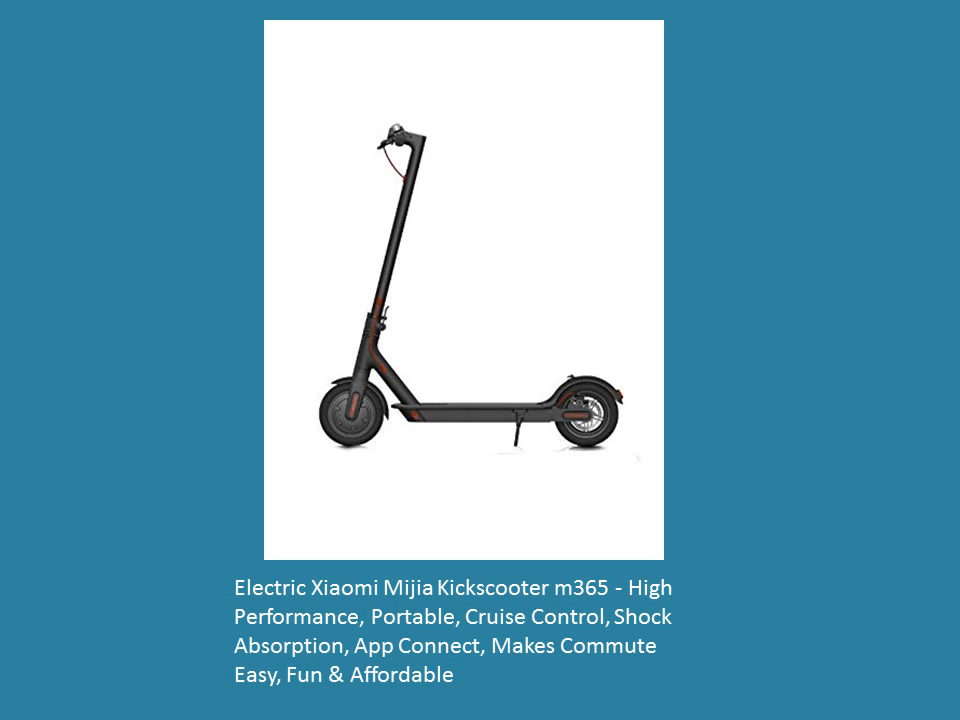 Electric Xiaomi Mijia Kickscooter m365 - High
Performance, Portable, Cruise Control, Shock
Absorption, App Connect, Makes Commute
Easy, Fun & Affordable